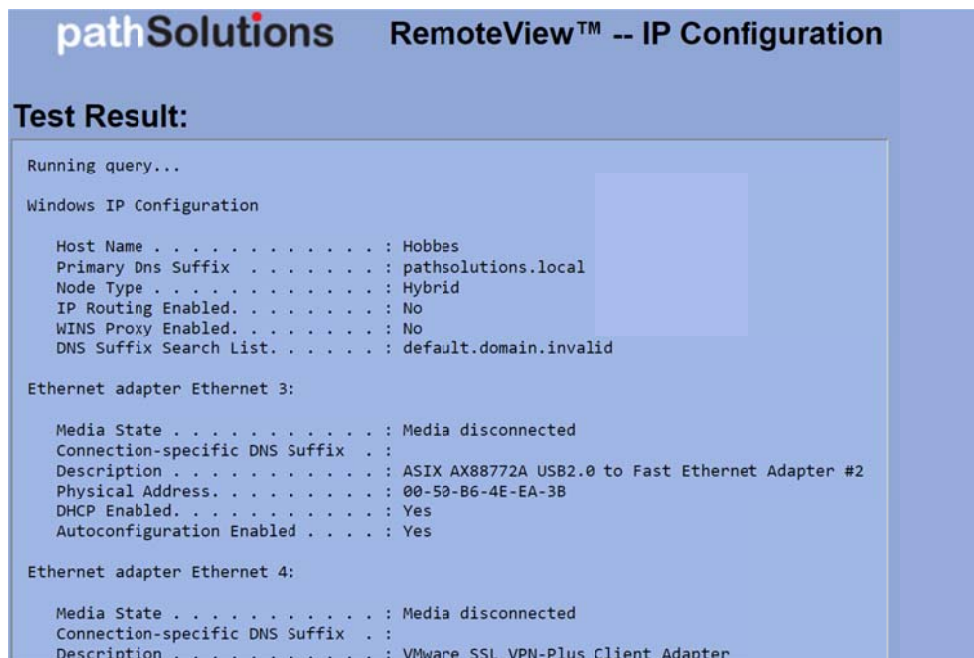 pathSolutions RemoteView™ -- IP Configuration
Test Result:
Running query...
Windows IP Configuration
Host Name . . . . . . . . . . . . : Hobbes
Primary Dns Suffix . . . . . . . : pathsolutions.local
Node Type . . . . . . . . . . . . : Hybrid
IP Routing Enabled. . . . . . . . : No
WINS Proxy Enabled. . . . . . . . : No
DNS Suffix Search List. . . . . . : default.domain.invalid
Ethernet adapter Ethernet 3:
Media State . . . . . . . . . . . : Media disconnected
Connection-specific DNS Suffix . :
Description . . . . . . . . . . . : ASIX AX88772A USB2.0 to Fast Ethernet Adapter #2
Physical Address. . . . . . . . . : 00-50-B6-4E-EA-3B
DHCP Enabled. . . . . . . . . . . : Yes
Autoconfiguration Enabled . . . . : Yes
Ethernet adapter Ethernet 4:
Media State . . . . . . . . . . . : Media disconnected
Connection-specific DNS Suffix . :
Description . . . . . . . . . . . : VMware SSL VPN-Plus Client Adapter